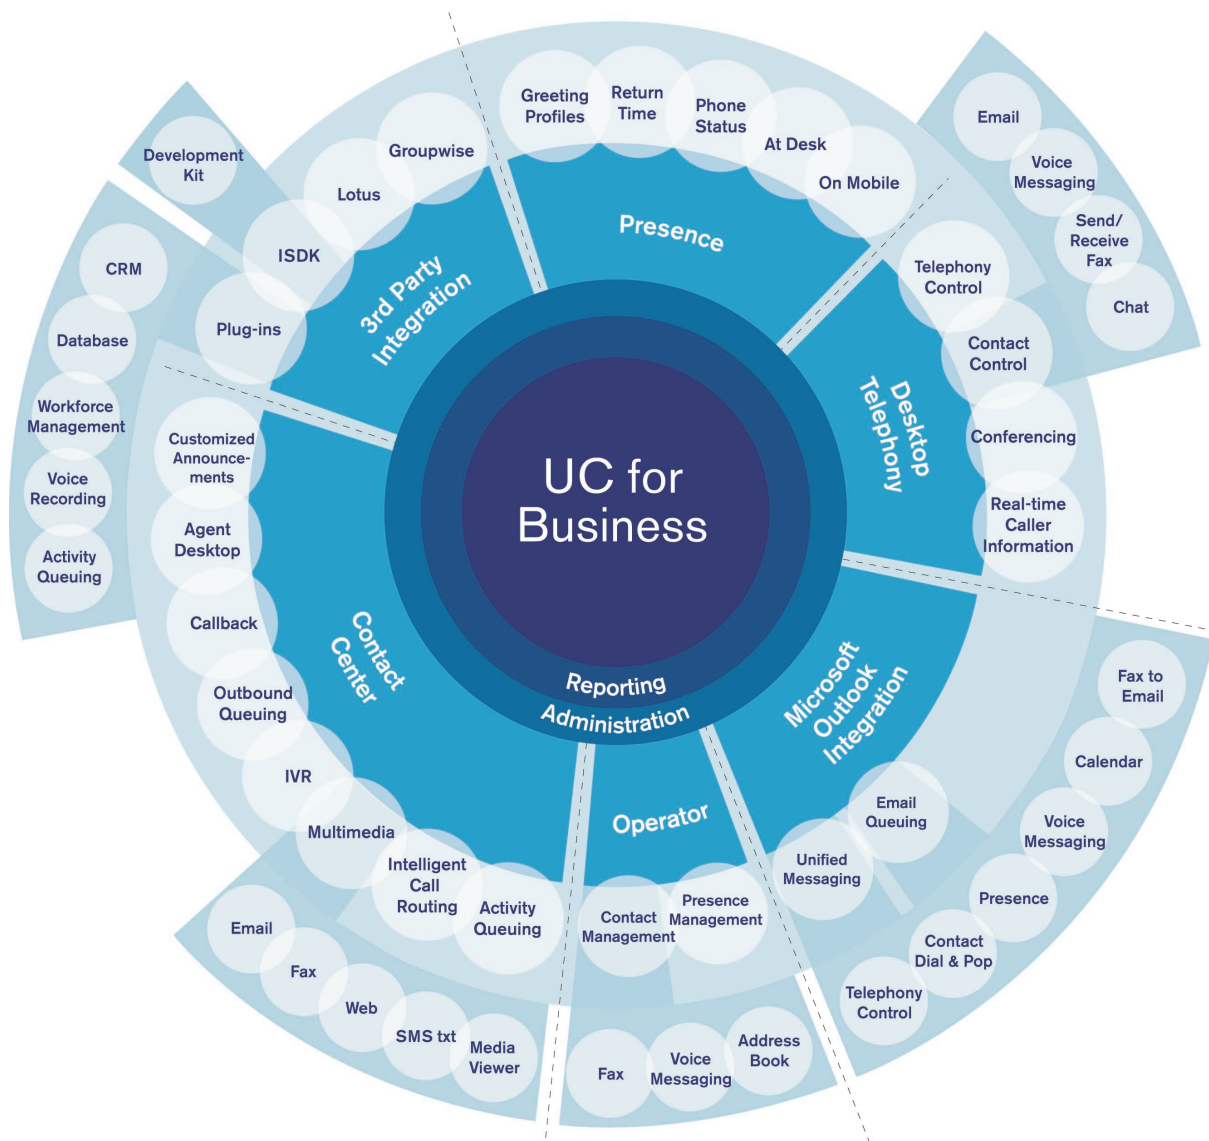 UC for
Business
Reporting
Administration
Presence
Greeting
Profiles
Return
Time
Phone
Status
At Desk
On Mobile
Desktop
Telephony
Telephony
Control
Contact
Control
Conferencing
Real-time
Caller
Information
Email
Voice
Messaging
Send/
Receive
Fax
Chat
Microsoft
Outlook
Integration
Email
Queuing
Unified
Messaging
Fax to
Email
Calendar
Voice
Messaging
Presence
Contact
Dial & Pop
Telephony
Control
Operator
Presence
Management
Contact
Management
Address
Book
Voice
Messaging
Fax
Contact
Center
Customized
Announce-
ments
Agent
Desktop
Callback
Outbound
Queuing
IVR
Multimedia
Intelligent
Call
Routing
Activity
Queuing
Email
Fax
Web
SMS txt
Media
Viewer
3rd Party
Integration
Groupwise
Lotus
ISDK
Plug-ins
Development
Kit
CRM
Database
Workforce
Management
Voice
Recording
Activity
Queuing